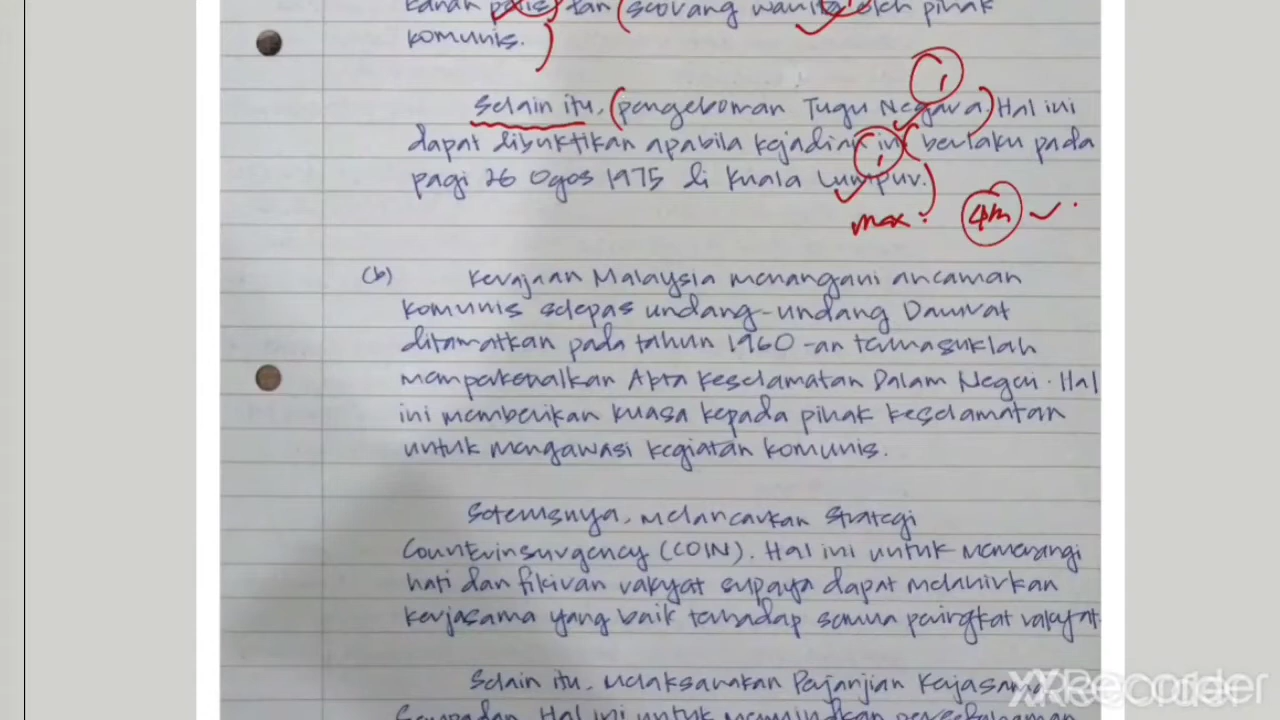 komunis.
1
Selain itu, (pengeboman Tugu Negara. Hal ini
dapat dibuktikan apabila kejadian ini berlaku pada
1
pagi 26 Ogos 1975 di Kuala Lumpur.
max: 4m
(b) Kerajaan Malaysia menangani ancaman
komunis selepas undang-undang Darurat
ditamatkan pada tahun 1960-an termasuklah
memperkenalkan Akta Keselamatan Dalam Negeri. Hal
ini memberikan kuasa kepada pihak keselamatan
untuk mengawasi kegiatan komunis.
Seterusnya, melancarkan strategi
Counterinsurgency (COIN). Hal ini untuk memenangi
hati dan fikiran rakyat supaya dapat melahirkan
kerjasama yang baik terhadap semua peringkat rakyat
Selain itu, melaksanakan Perjanjian Kerjasama
Sempadan. Hal ini untuk
XXRecorder